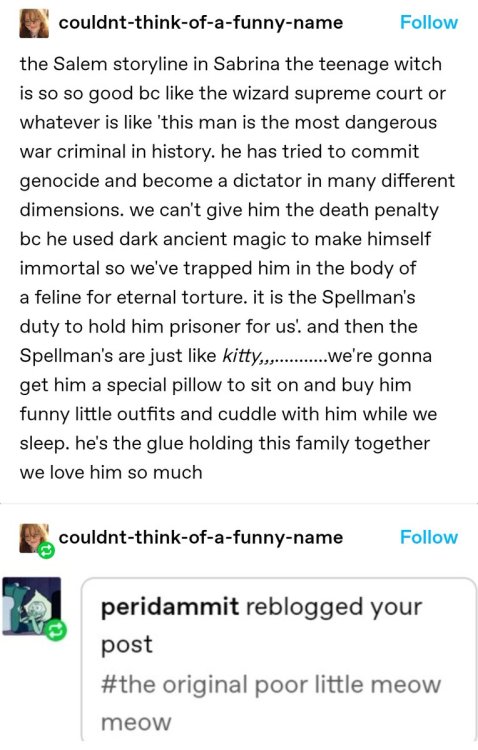 couldnt-think-of-a-funny-name Follow
the Salem storyline in Sabrina the teenage witch
is so so good bc like the wizard supreme court or
whatever is like 'this man is the most dangerous
war criminal in history. he has tried to commit
genocide and become a dictator in many different
dimensions. we can't give him the death penalty
bc he used dark ancient magic to make himself
immortal so we've trapped him in the body of
a feline for eternal torture. it is the Spellman's
duty to hold him prisoner for us'. and then the
Spellman's are just like kitty,,,...........we're gonna
get him a special pillow to sit on and buy him
funny little outfits and cuddle with him while we
sleep. he's the glue holding this family together
we love him so much
couldnt-think-of-a-funny-name Follow
peridammit reblogged your
post
#the original poor little meow
meow